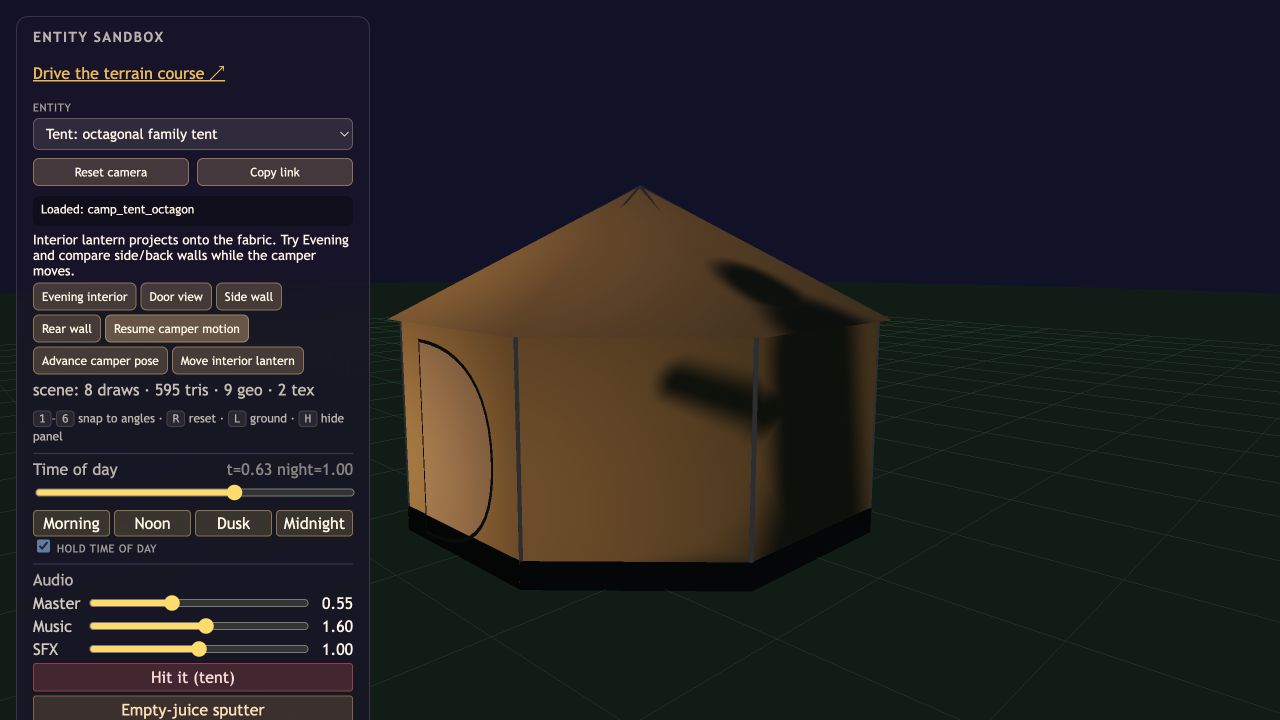 ENTITY SANDBOX
Drive the terrain course ↗
ENTITY
Tent: octagonal family tent
Reset camera Copy link
Loaded: camp_tent_octagon
Interior lantern projects onto the fabric. Try Evening
and compare side/back walls while the camper
moves.
Evening interior Door view Side wall
Rear wall Resume camper motion
Advance camper pose Move interior lantern
scene: 8 draws · 595 tris · 9 geo · 2 tex
1-6 snap to angles · R reset · L ground · H hide
panel
Time of day t=0.63 night=1.00
Morning Noon Dusk Midnight
HOLD TIME OF DAY
Audio
Master 0.55
Music 1.60
SFX 1.00
Hit it (tent)
Empty-juice sputter